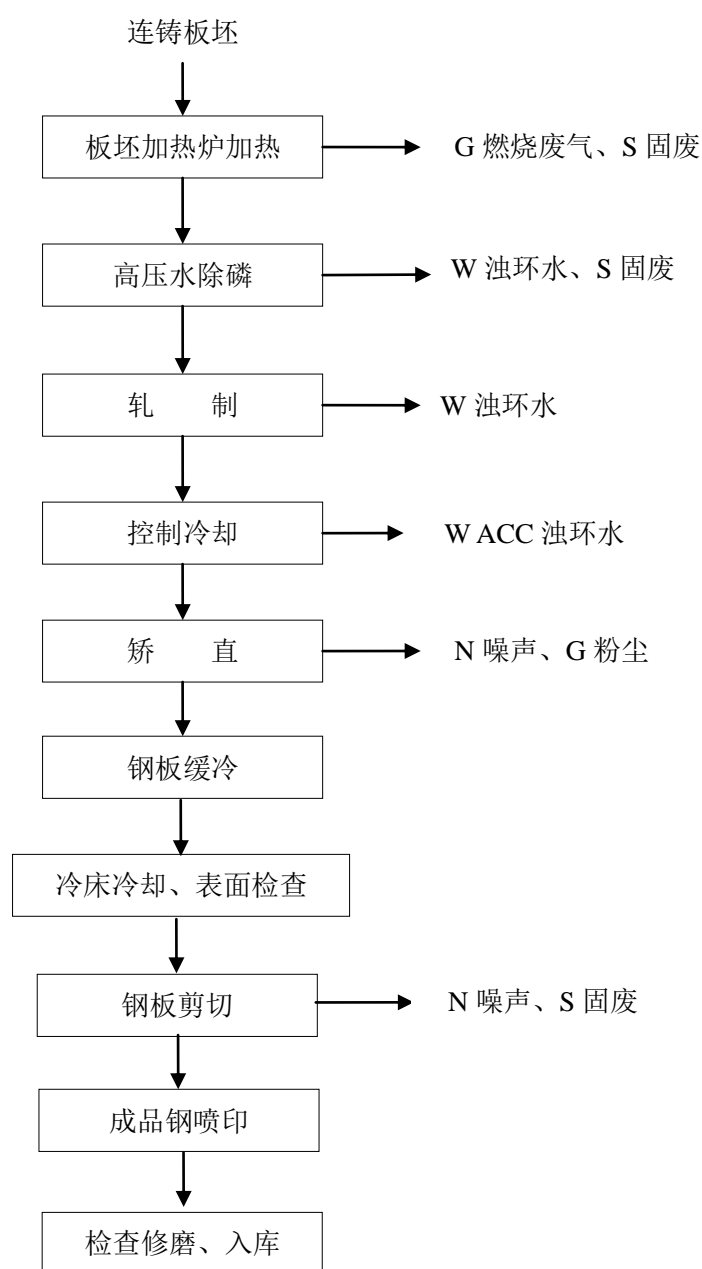 连铸板坯
板坯加热炉加热
G 燃烧废气、S 固废
高压水除磷
W 浊环水、S 固废
轧 制
W 浊环水
控制冷却
W ACC 浊环水
矫 直
N 噪声、G 粉尘
钢板缓冷
冷床冷却、表面检查
钢板剪切
N 噪声、S 固废
成品钢喷印
检查修磨、入库